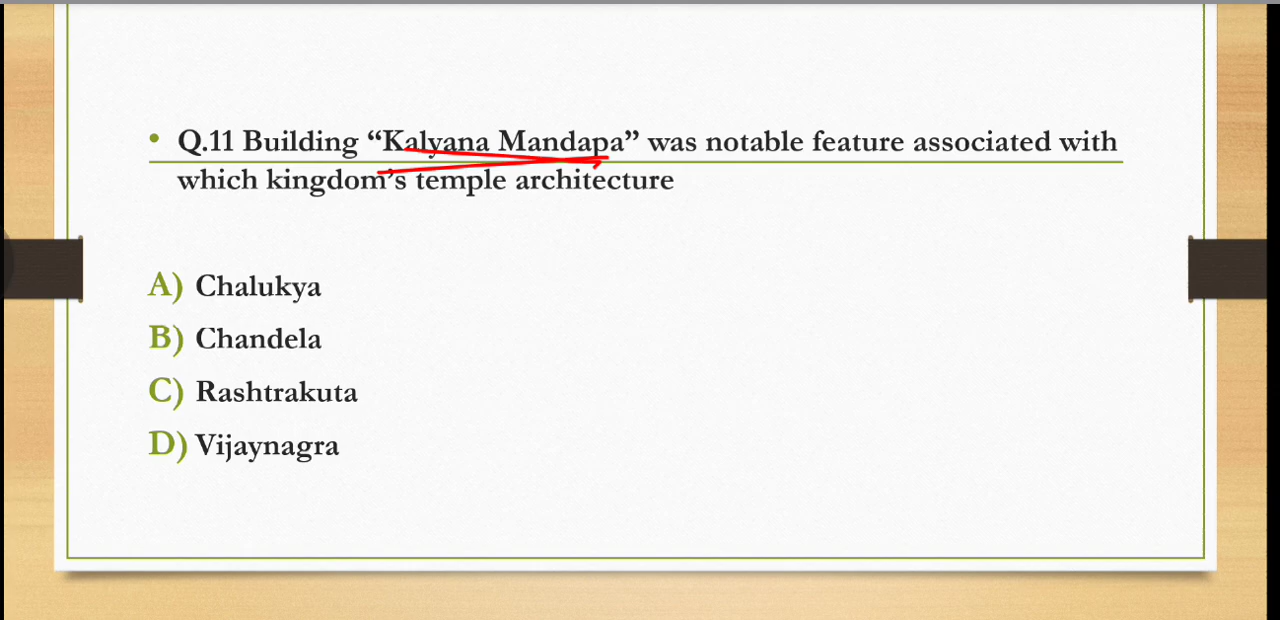 • Q.11 Building “Kalyana Mandapa” was notable feature associated with
which kingdom’s temple architecture
A) Chalukya
B) Chandela
C) Rashtrakuta
D) Vijaynagra